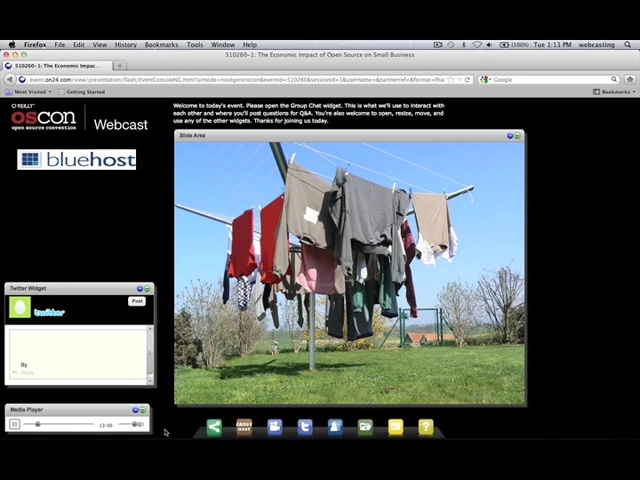 Firefox File Edit View History Bookmarks Tools Window Help
(100%) Tue 1:13 PM webcasting
510260-1: The Economic Impact of Open Source on Small Business
510260-1: The Economic Impac...
Google
Most Visited Getting Started Bookmarks
O'REILLY
OSCON
open source convention
Webcast
bluehost
Welcome to today's event. Please open the Group Chat widget. This is what we'll use to interact with
each other and where you'll post questions for Q&A. You're also welcome to open, resize, move, and
use any of the other widgets. Thanks for joining us today.
Slide Area
Twitter Widget
Post
twitter
By
Reply
Media Player
13:00
GROUP
CHAT
?